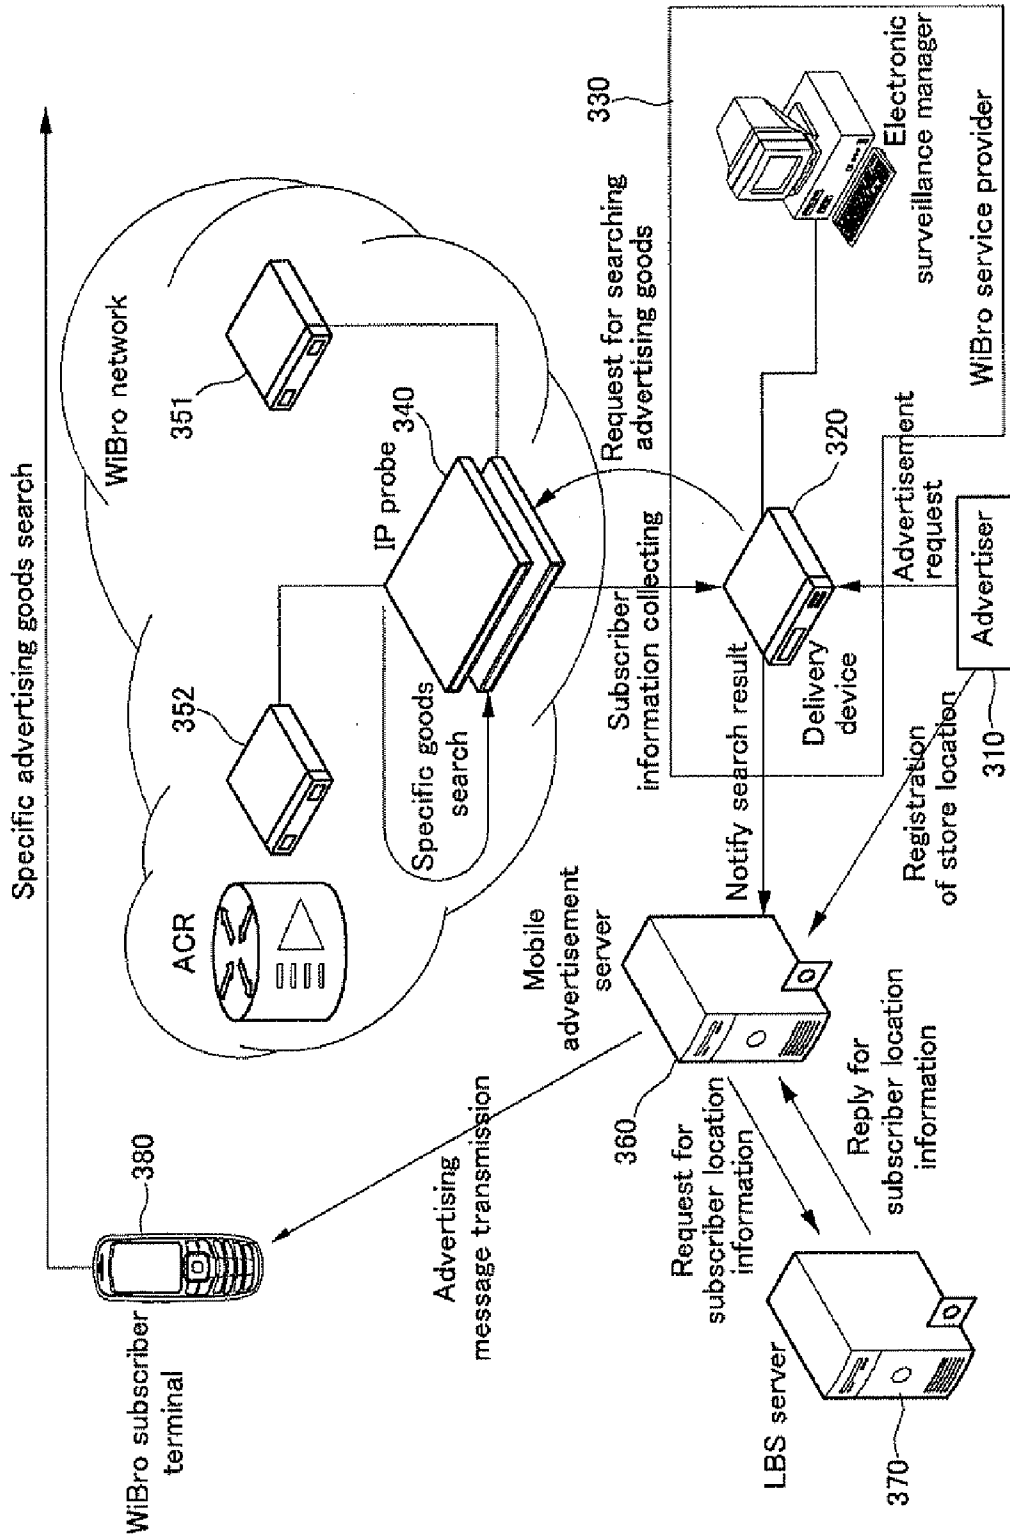 Specific advertising goods search
WiBro subscriber
terminal
380
ACR
352
WiBro network
351
IP probe
340
Specific goods
search
Advertising
message transmission
Mobile
advertisement
server
Subscriber
information collecting
Request for searching
advertising goods
330
360
Request for
subscriber location
information
Notify search result
Delivery
device
320
Electronic
surveillance manager
LBS server
370
Reply for
subscriber location
information
Registration
of store location
Advertisement
request
WiBro service provider
310
Advertiser